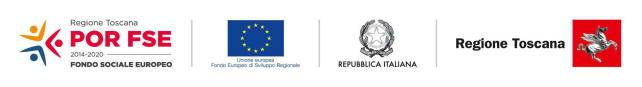 Regione Toscana
POR FSE
2014-2020
FONDO SOCIALE EUROPEO
Unione europea
Fondo Europeo di Sviluppo Regionale
REPUBBLICA ITALIANA
Regione Toscana